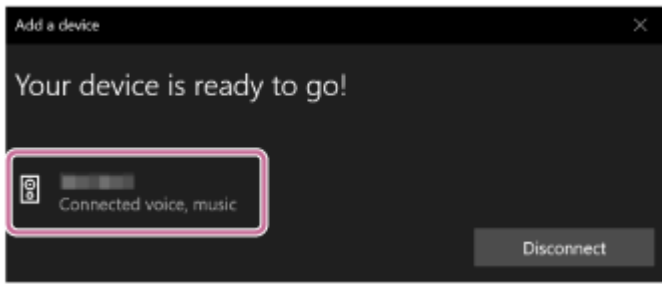 Add a device
Your device is ready to go!
Connected voice, music
Disconnect